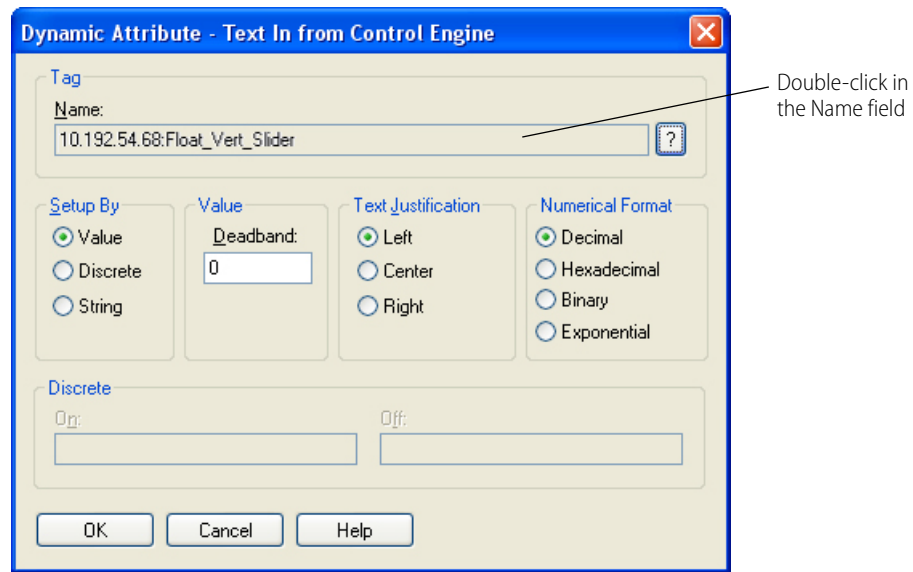 Dynamic Attribute - Text In from Control Engine
Tag
Name:
10.192.54.68:Float_Vert_Slider
?
Double-click in
the Name field
Setup By
Value
Discrete
String
Value
Deadband:
0
Text Justification
Left
Center
Right
Numerical Format
Decimal
Hexadecimal
Binary
Exponential
Discrete
On:
Off:
OK
Cancel
Help